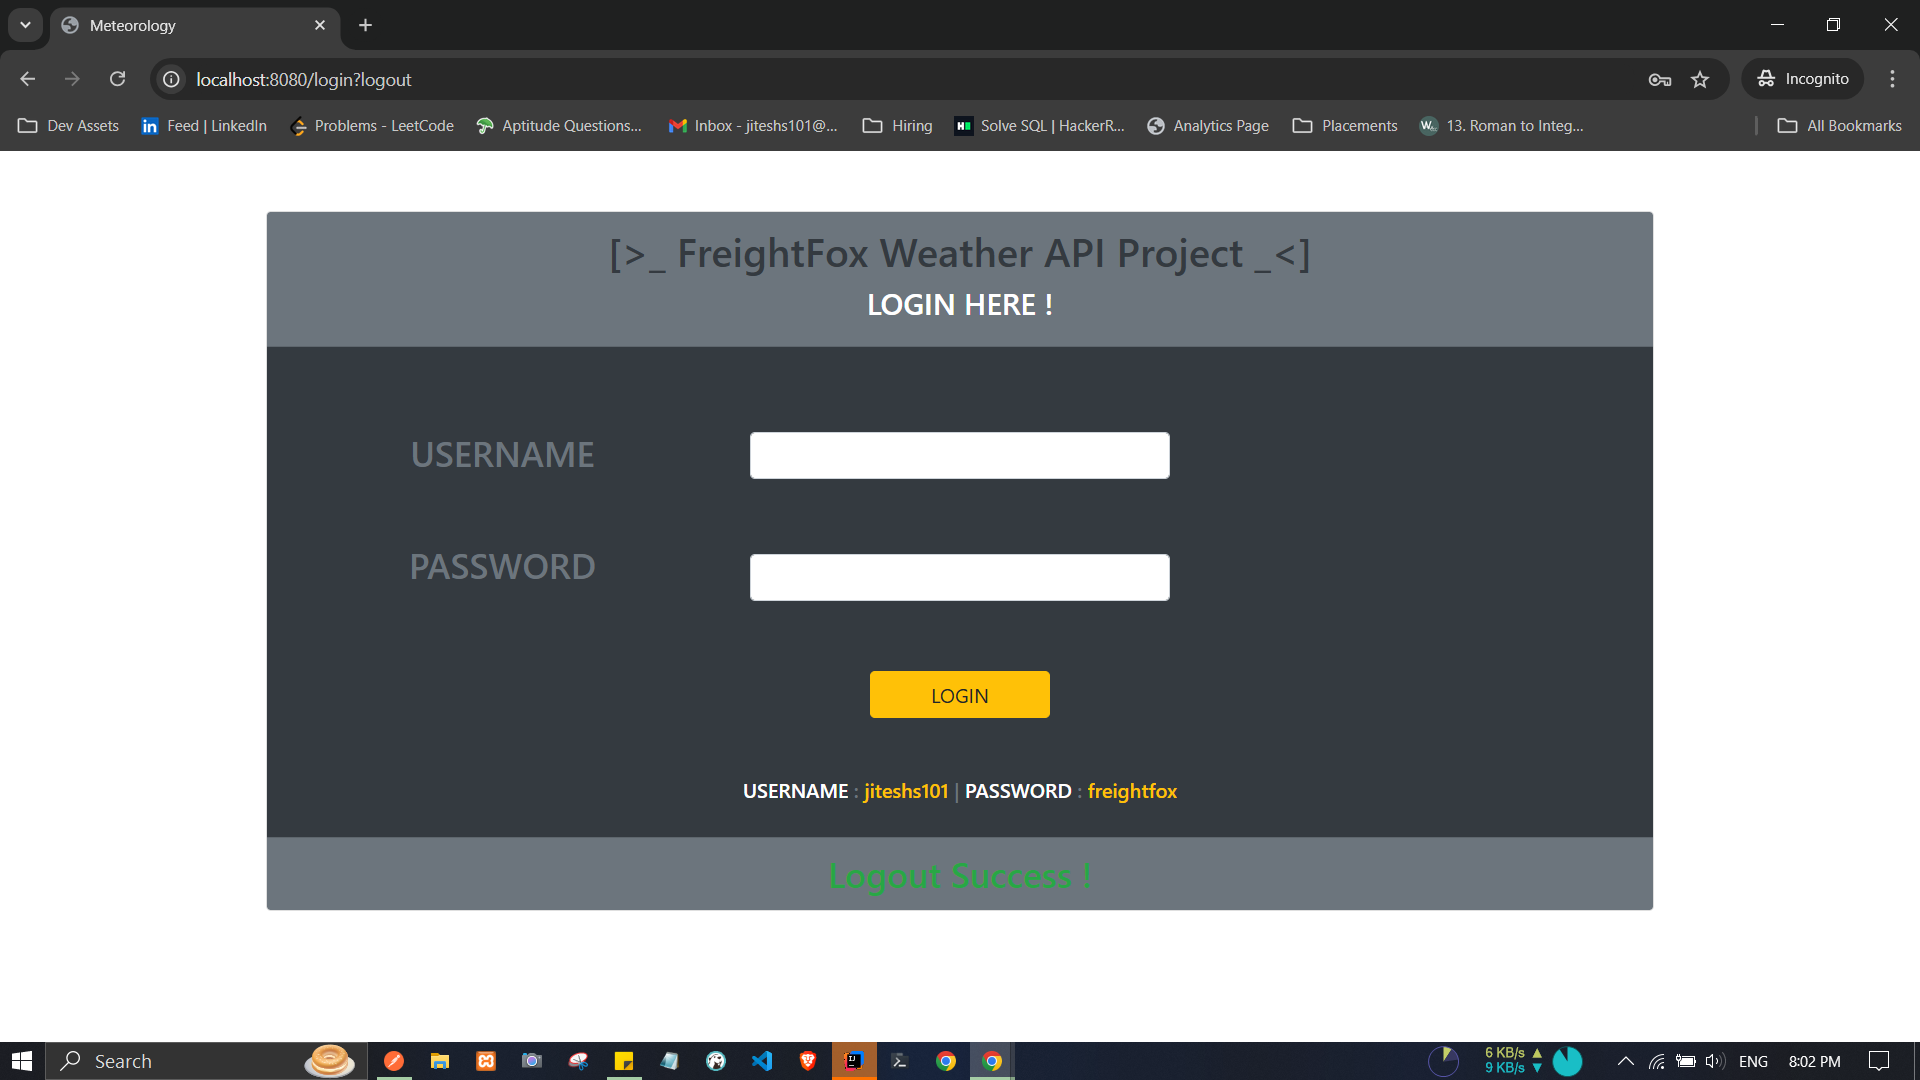 Meteorology
localhost:8080/login?logout
Incognito
Dev Assets
Feed | LinkedIn
Problems - LeetCode
Aptitude Questions...
Inbox - jiteshs101@...
Hiring
Solve SQL | HackerR...
Analytics Page
Placements
13. Roman to Integ...
All Bookmarks
[>_ FreightFox Weather API Project _<]
LOGIN HERE !
USERNAME
PASSWORD
LOGIN
USERNAME : jiteshs101 | PASSWORD : freightfox
Logout Success !
Search
6 KB/s
9 KB/s
ENG
8:02 PM